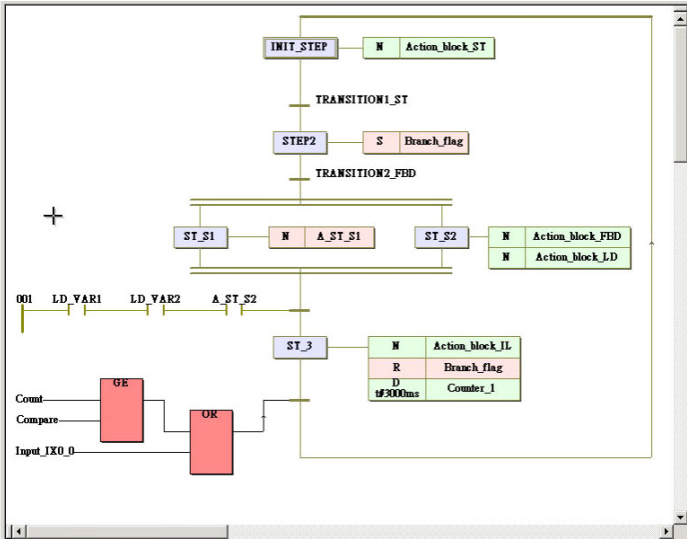 INIT_STEP N Action_block_ST
TRANSITION1_ST
STEP2 S Branch_flag
TRANSITION2_FBD
ST_S1 N A_ST_S1 ST_S2 N Action_block_FBD
N Action_block_LD
001 LD_VAR1 LD_VAR2 A_ST_S2
ST_3 N Action_block_IL
R Branch_flag
D
t#3000ms Counter_1
GE
Count
Compare
OR
Input_IX0_0